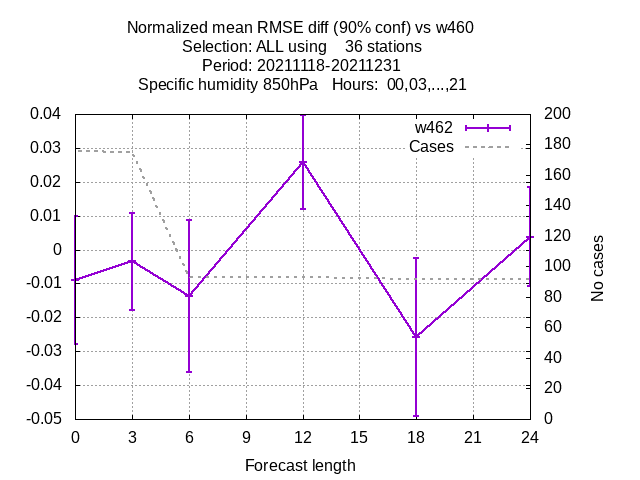 Normalized mean RMSE diff (90% conf) vs w460
Selection: ALL using    36 stations
Period: 20211118-20211231
Specific humidity 850hPa   Hours:  00,03,...,21
w462
Cases
0.04
0.03
0.02
0.01
0
-0.01
-0.02
-0.03
-0.04
-0.05
200
180
160
140
120
100
80
60
40
20
0
No cases
0 3 6 9 12 15 18 21 24
Forecast length